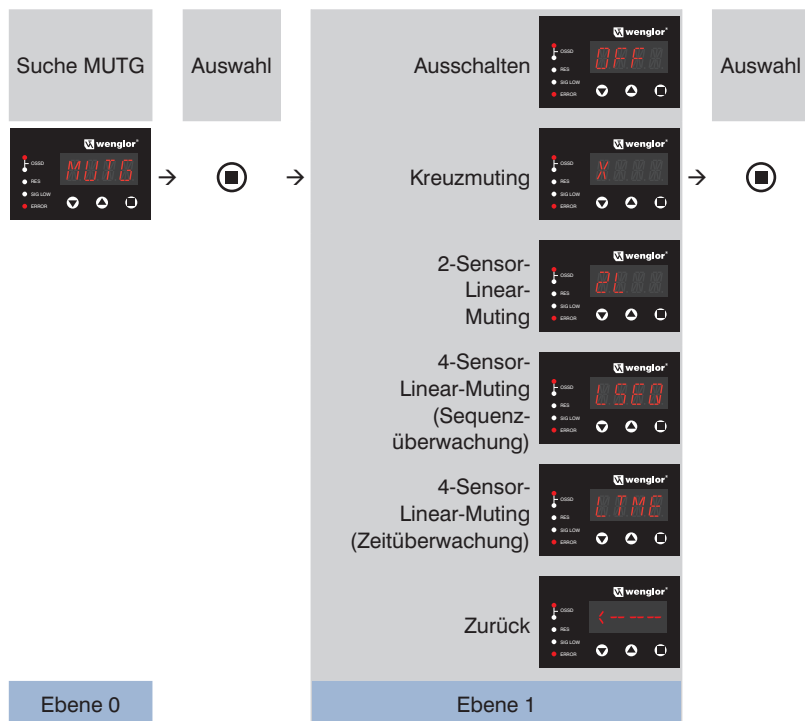 Suche MUTG
Auswahl
Ausschalten
wenglor®
OSSD
RES
SIG LOW
ERROR
OFF
Auswahl
wenglor®
OSSD
RES
SIG LOW
ERROR
MUTG
→
→
Kreuzmuting
wenglor®
OSSD
RES
SIG LOW
ERROR
X
→
2-Sensor-
Linear-
Muting
wenglor®
OSSD
RES
SIG LOW
ERROR
2L
4-Sensor-
Linear-Muting
(Sequenz-
überwachung)
wenglor®
OSSD
RES
SIG LOW
ERROR
LSEQ
4-Sensor-
Linear-Muting
(Zeitüberwachung)
wenglor®
OSSD
RES
SIG LOW
ERROR
LTME
Zurück
wenglor®
OSSD
RES
SIG LOW
ERROR
<---
Ebene 0
Ebene 1